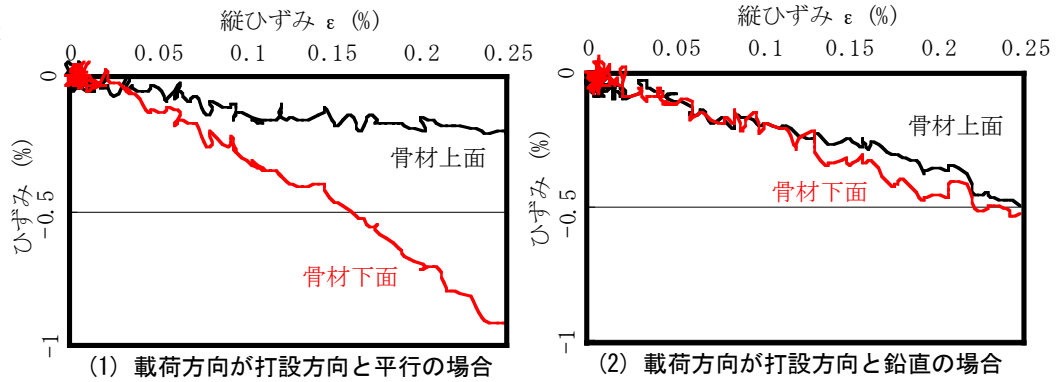 縦ひずみ ε (%)
0 0.05 0.1 0.15 0.2 0.25
0
-0.5
-1
ひずみ (%)
骨材上面
骨材下面
(1) 載荷方向が打設方向と平行の場合
縦ひずみ ε (%)
0 0.05 0.1 0.15 0.2 0.25
0
-0.5
-1
ひずみ (%)
骨材上面
骨材下面
(2) 載荷方向が打設方向と鉛直の場合